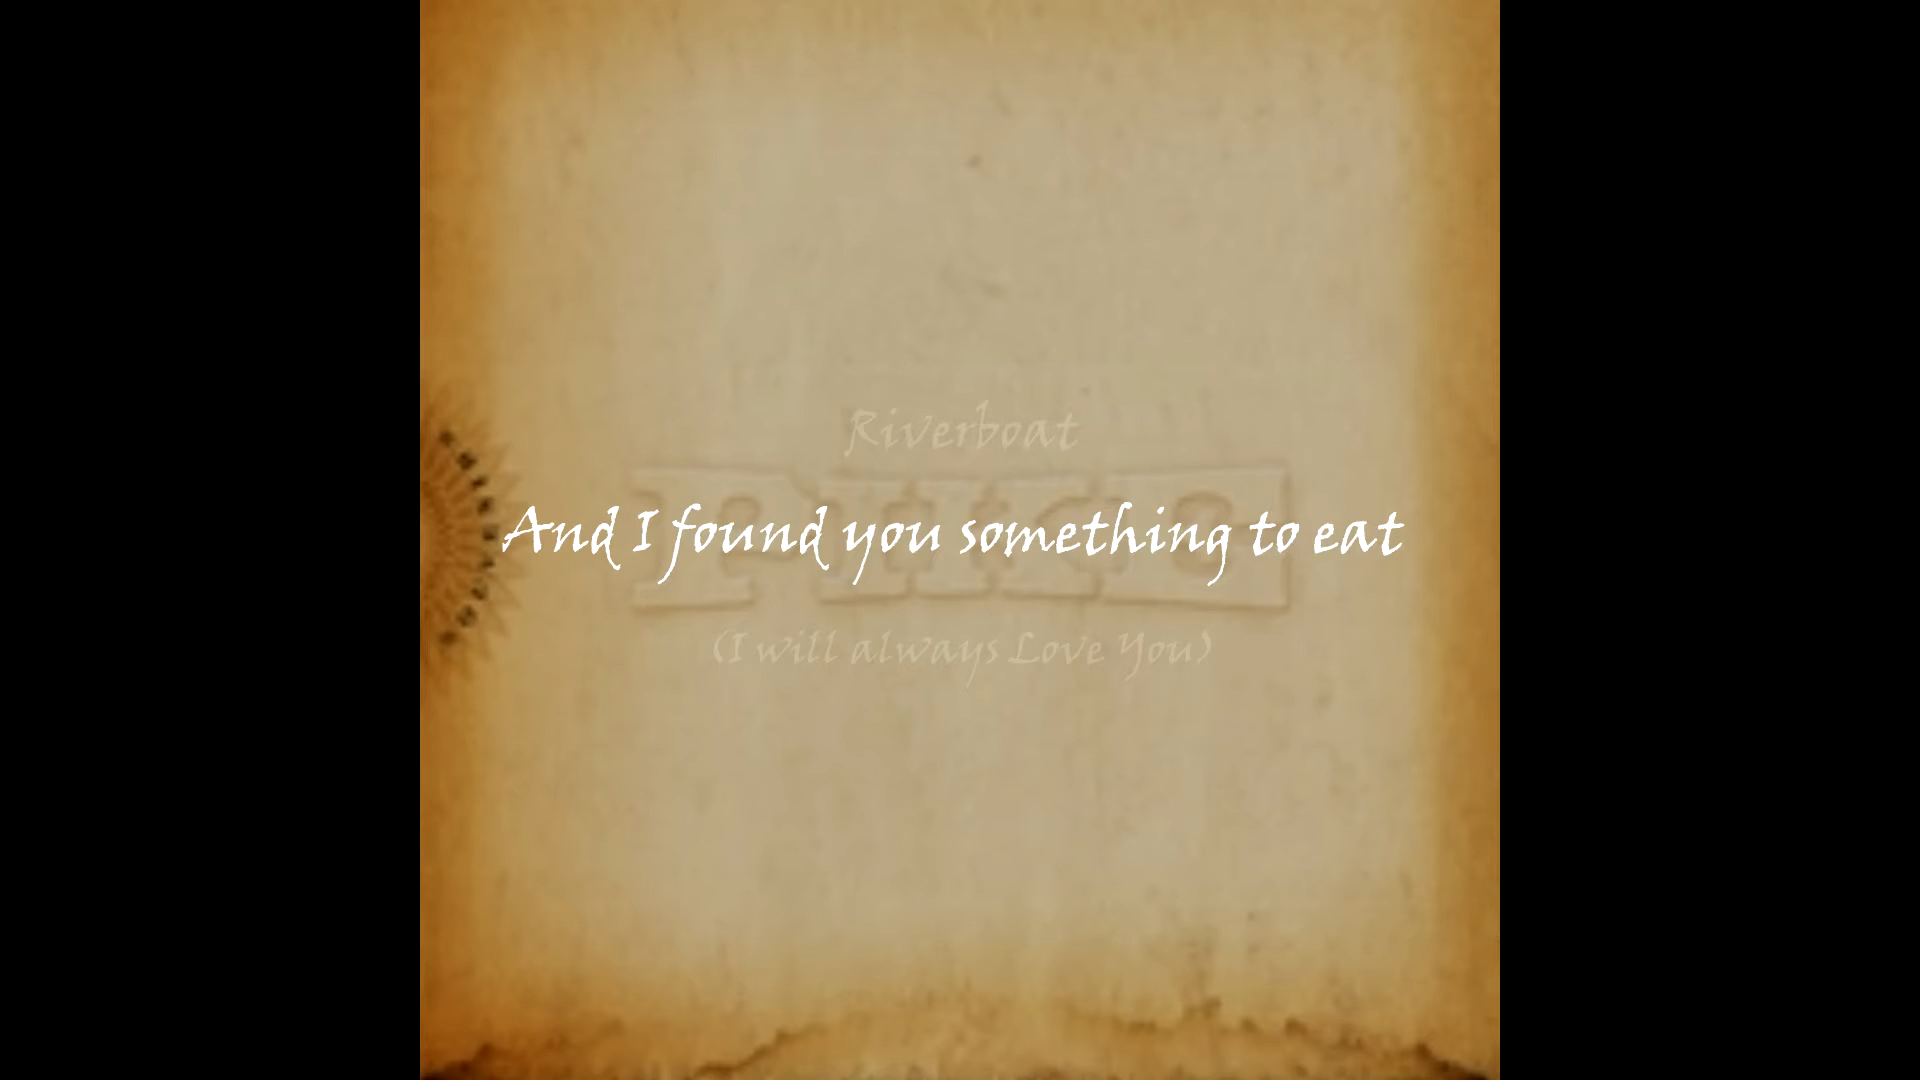 Riverboat
And I found you something to eat
(I will always Love You)